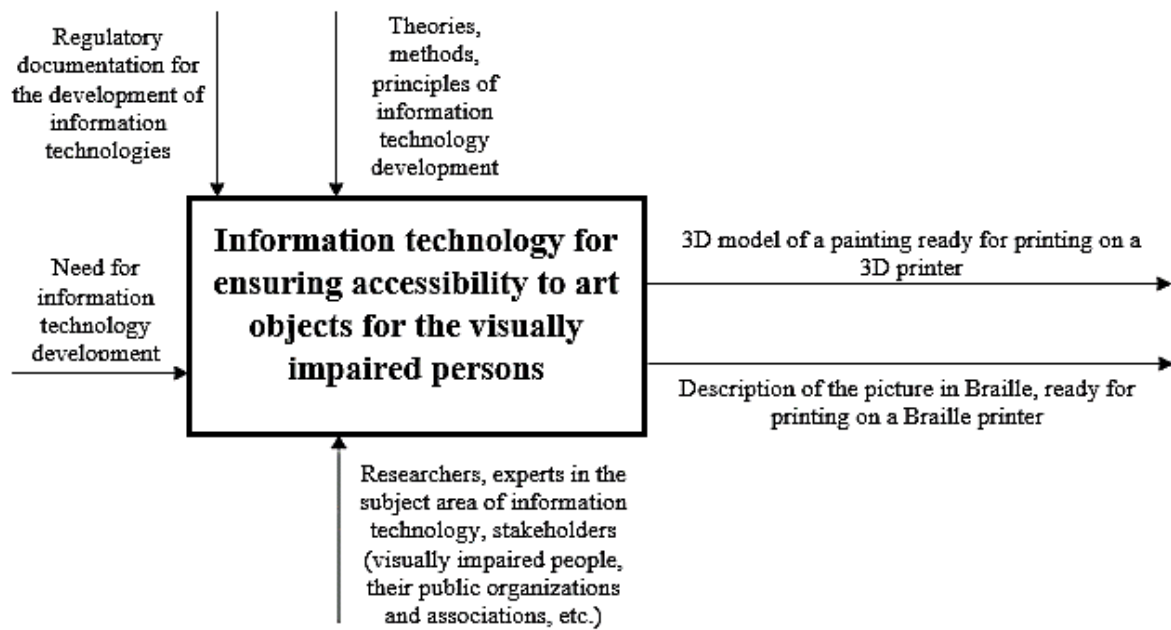 Regulatory
documentation for
the development of
information
technologies
Theories,
methods,
principles of
information
technology
development
Need for
information
technology
development
Information technology for
ensuring accessibility to art
objects for the visually
impaired persons
3D model of a painting ready for printing on a
3D printer
Description of the picture in Braille, ready for
printing on a Braille printer
Researchers, experts in the
subject area of information
technology, stakeholders
(visually impaired people,
their public organizations
and associations, etc.)